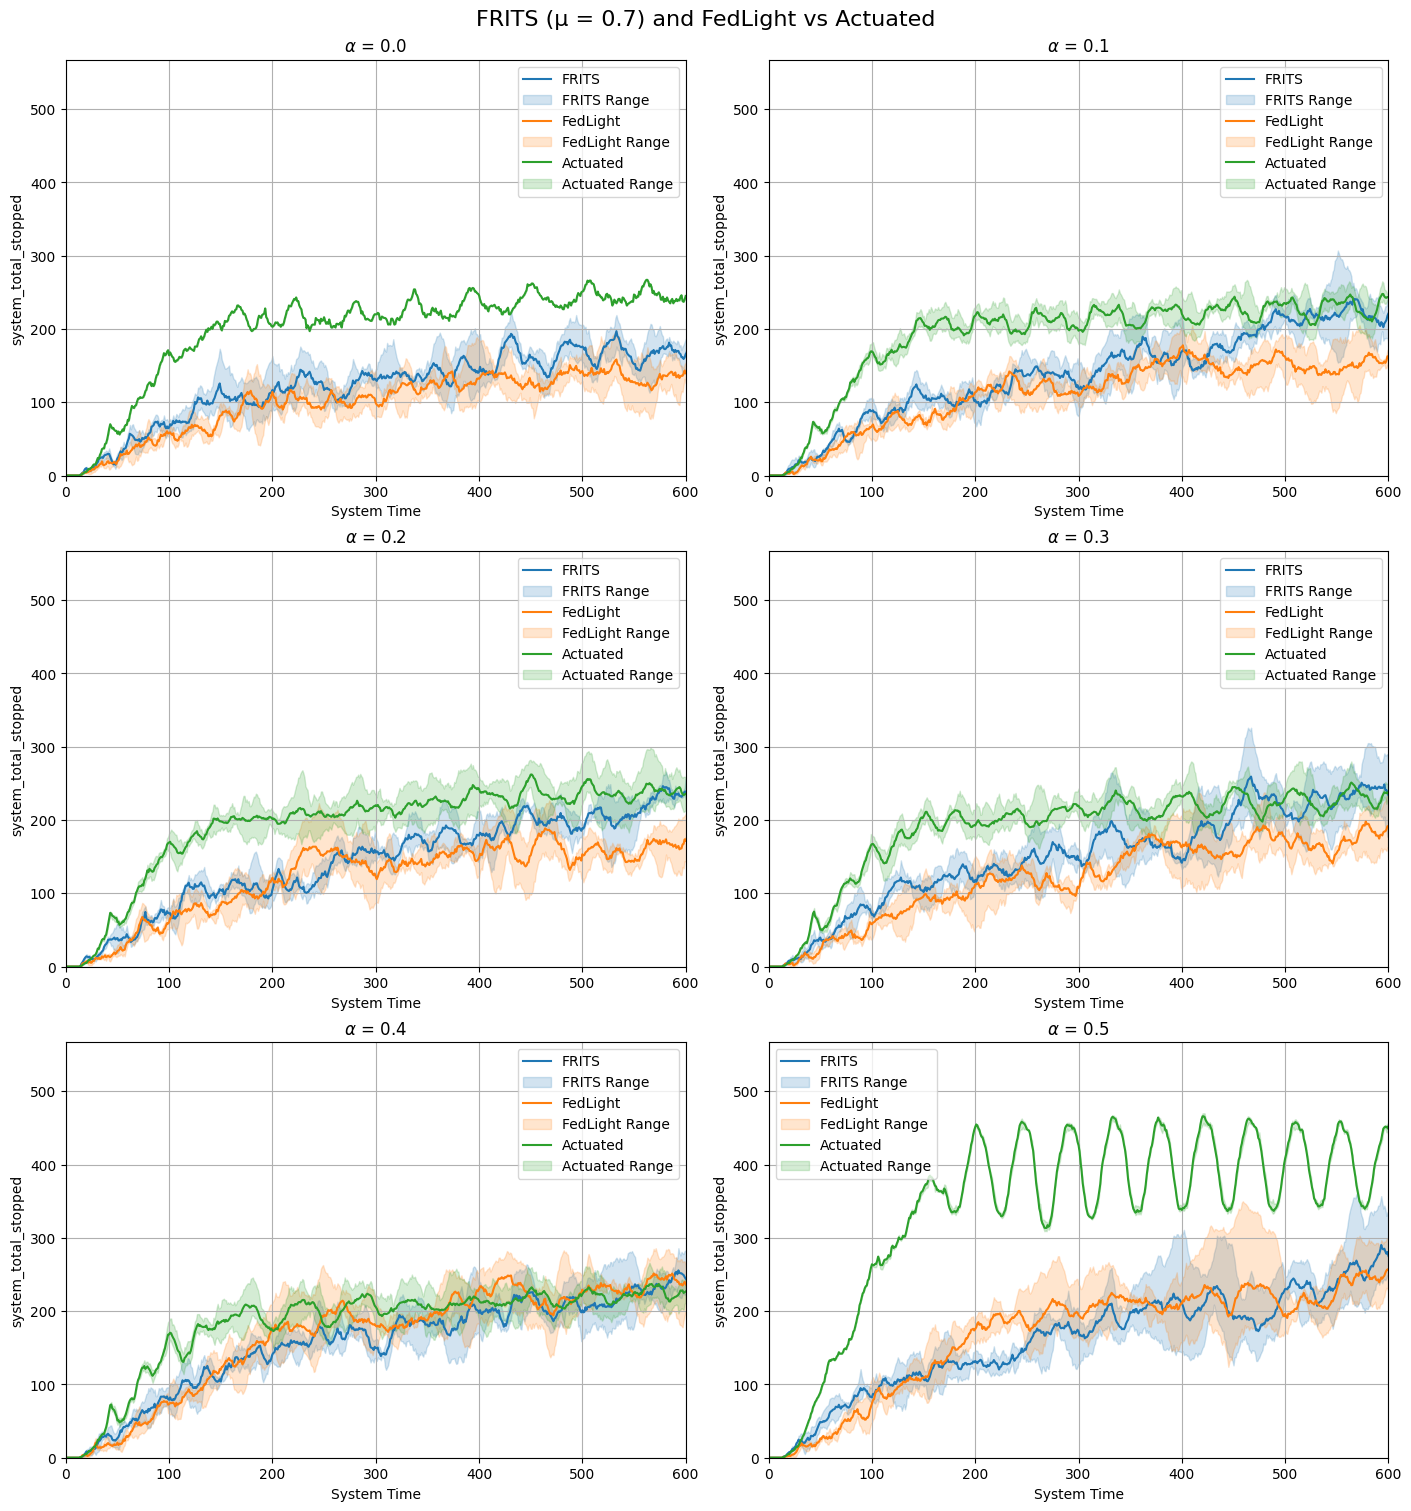 FRITS (μ = 0.7) and FedLight vs Actuated
α = 0.0
system_total_stopped
500
400
300
200
100
0
FRITS
FRITS Range
FedLight
FedLight Range
Actuated
Actuated Range
0 100 200 300 400 500 600
System Time
α = 0.1
system_total_stopped
500
400
300
200
100
0
FRITS
FRITS Range
FedLight
FedLight Range
Actuated
Actuated Range
0 100 200 300 400 500 600
System Time
α = 0.2
system_total_stopped
500
400
300
200
100
0
FRITS
FRITS Range
FedLight
FedLight Range
Actuated
Actuated Range
0 100 200 300 400 500 600
System Time
α = 0.3
system_total_stopped
500
400
300
200
100
0
FRITS
FRITS Range
FedLight
FedLight Range
Actuated
Actuated Range
0 100 200 300 400 500 600
System Time
α = 0.4
system_total_stopped
500
400
300
200
100
0
FRITS
FRITS Range
FedLight
FedLight Range
Actuated
Actuated Range
0 100 200 300 400 500 600
System Time
α = 0.5
system_total_stopped
500
400
300
200
100
0
FRITS
FRITS Range
FedLight
FedLight Range
Actuated
Actuated Range
0 100 200 300 400 500 600
System Time